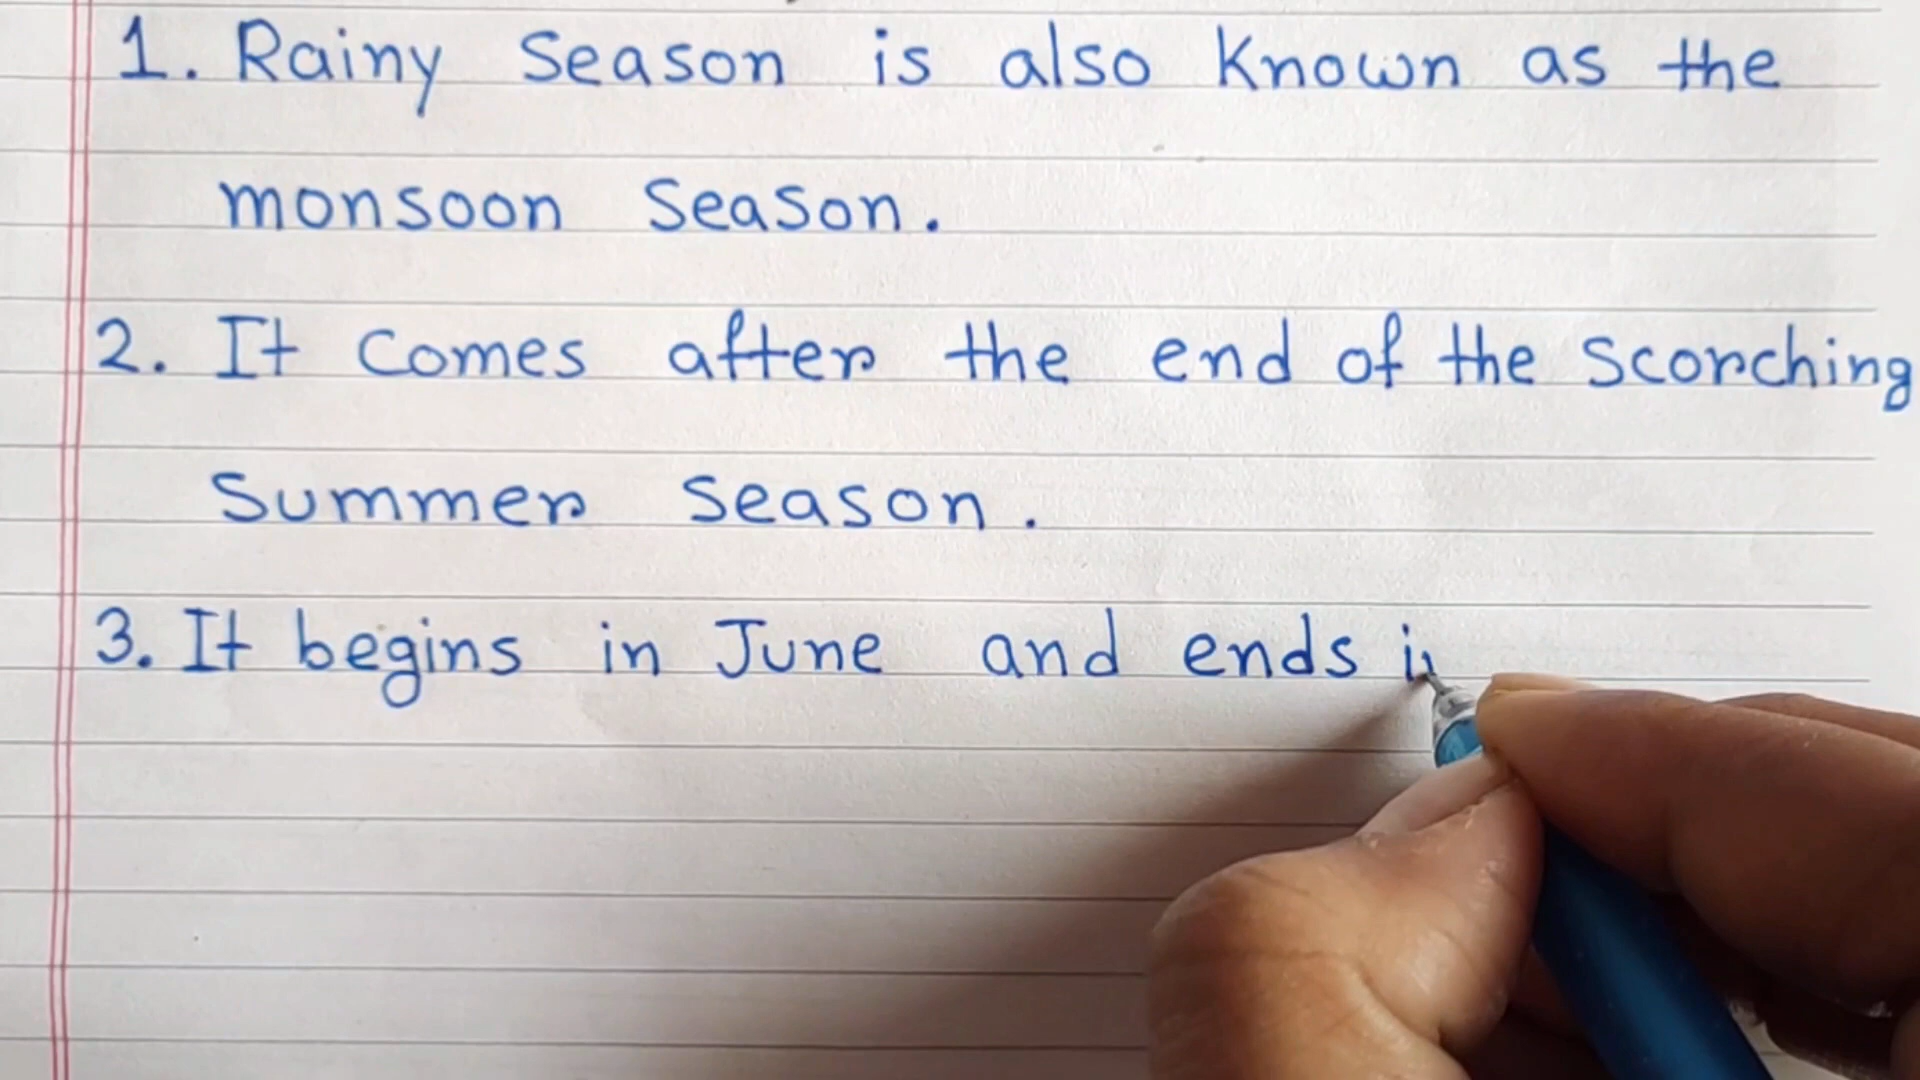 1. Rainy Season is also Known as the
monsoon Season.
2. It Comes after the end of the Scorching
Summer Season.
3. It begins in June and ends